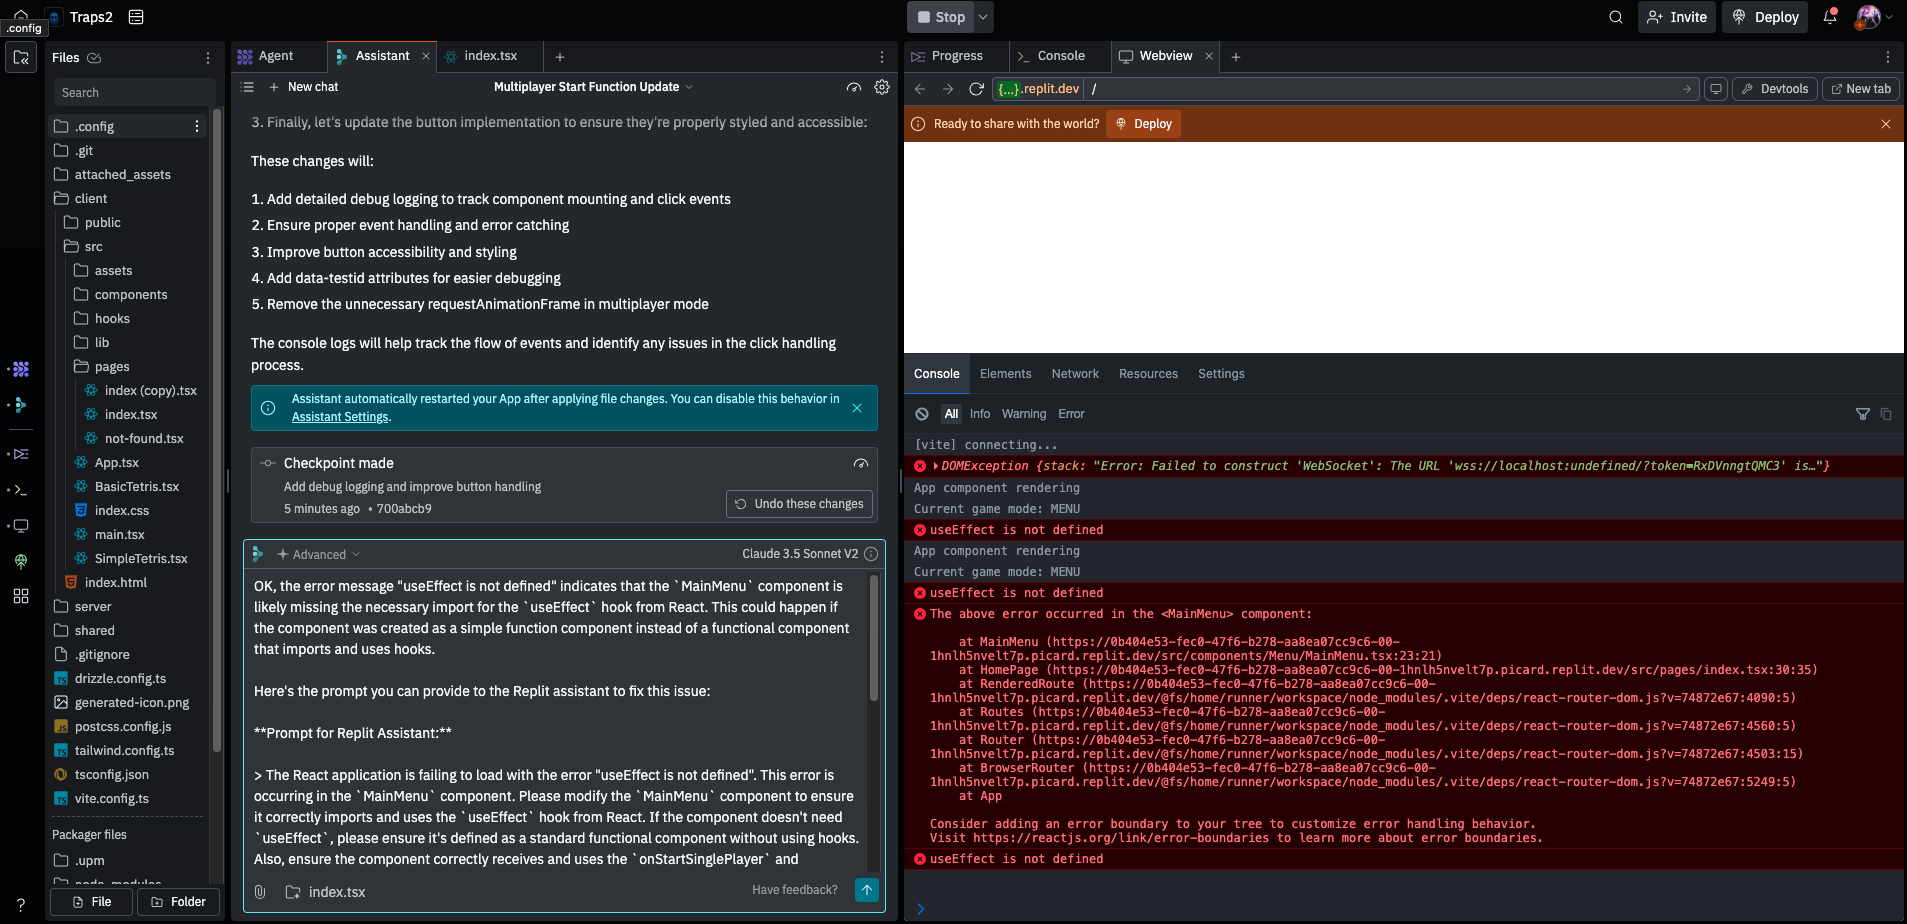 Traps2
Stop
Invite
Deploy
.config
Files
Agent
Assistant
index.tsx
Progress
Console
Webview
Search
New chat
Multiplayer Start Function Update
{...}.replit.dev
/
Devtools
New tab
Ready to share with the world?
Deploy
.config
.git
attached_assets
client
public
src
assets
components
hooks
lib
pages
index (copy).tsx
index.tsx
not-found.tsx
App.tsx
BasicTetris.tsx
index.css
main.tsx
SimpleTetris.tsx
index.html
server
shared
.gitignore
drizzle.config.ts
generated-icon.png
postcss.config.js
tailwind.config.ts
tsconfig.json
vite.config.ts
Packager files
.upm
node_modules
File
Folder
3. Finally, let's update the button implementation to ensure they're properly styled and accessible:
These changes will:
1. Add detailed debug logging to track component mounting and click events
2. Ensure proper event handling and error catching
3. Improve button accessibility and styling
4. Add data-testid attributes for easier debugging
5. Remove the unnecessary requestAnimationFrame in multiplayer mode
The console logs will help track the flow of events and identify any issues in the click handling
process.
Assistant automatically restarted your App after applying file changes. You can disable this behavior in
Assistant Settings.
Checkpoint made
Add debug logging and improve button handling
5 minutes ago • 700abcb9
Undo these changes
Advanced
Claude 3.5 Sonnet V2
OK, the error message "useEffect is not defined" indicates that the `MainMenu` component is
likely missing the necessary import for the `useEffect` hook from React. This could happen if
the component was created as a simple function component instead of a functional component
that imports and uses hooks.
Here's the prompt you can provide to the Replit assistant to fix this issue:
**Prompt for Replit Assistant:**
> The React application is failing to load with the error "useEffect is not defined". This error is
occurring in the `MainMenu` component. Please modify the `MainMenu` component to ensure
it correctly imports and uses the `useEffect` hook from React. If the component doesn't need
`useEffect`, please ensure it's defined as a standard functional component without using hooks.
Also, ensure the component correctly receives and uses the `onStartSinglePlayer` and
index.tsx
Have feedback?
Console
Elements
Network
Resources
Settings
All
Info
Warning
Error
[vite] connecting...
DOMException {stack: "Error: Failed to construct 'WebSocket': The URL 'wss://localhost:undefined/?token=RxDVnngtQMC3' is…"}
App component rendering
Current game mode: MENU
useEffect is not defined
App component rendering
Current game mode: MENU
useEffect is not defined
The above error occurred in the <MainMenu> component:
at MainMenu (https://0b404e53-fec0-47f6-b278-aa8ea07cc9c6-00-
1hnlh5nvelt7p.picard.replit.dev/src/components/Menu/MainMenu.tsx:23:21)
at HomePage (https://0b404e53-fec0-47f6-b278-aa8ea07cc9c6-00-1hnlh5nvelt7p.picard.replit.dev/src/pages/index.tsx:30:35)
at RenderedRoute (https://0b404e53-fec0-47f6-b278-aa8ea07cc9c6-00-
1hnlh5nvelt7p.picard.replit.dev/@fs/home/runner/workspace/node_modules/.vite/deps/react-router-dom.js?v=74872e67:4090:5)
at Routes (https://0b404e53-fec0-47f6-b278-aa8ea07cc9c6-00-
1hnlh5nvelt7p.picard.replit.dev/@fs/home/runner/workspace/node_modules/.vite/deps/react-router-dom.js?v=74872e67:4560:5)
at Router (https://0b404e53-fec0-47f6-b278-aa8ea07cc9c6-00-
1hnlh5nvelt7p.picard.replit.dev/@fs/home/runner/workspace/node_modules/.vite/deps/react-router-dom.js?v=74872e67:4503:15)
at BrowserRouter (https://0b404e53-fec0-47f6-b278-aa8ea07cc9c6-00-
1hnlh5nvelt7p.picard.replit.dev/@fs/home/runner/workspace/node_modules/.vite/deps/react-router-dom.js?v=74872e67:5249:5)
at App
Consider adding an error boundary to your tree to customize error handling behavior.
Visit https://reactjs.org/link/error-boundaries to learn more about error boundaries.
useEffect is not defined